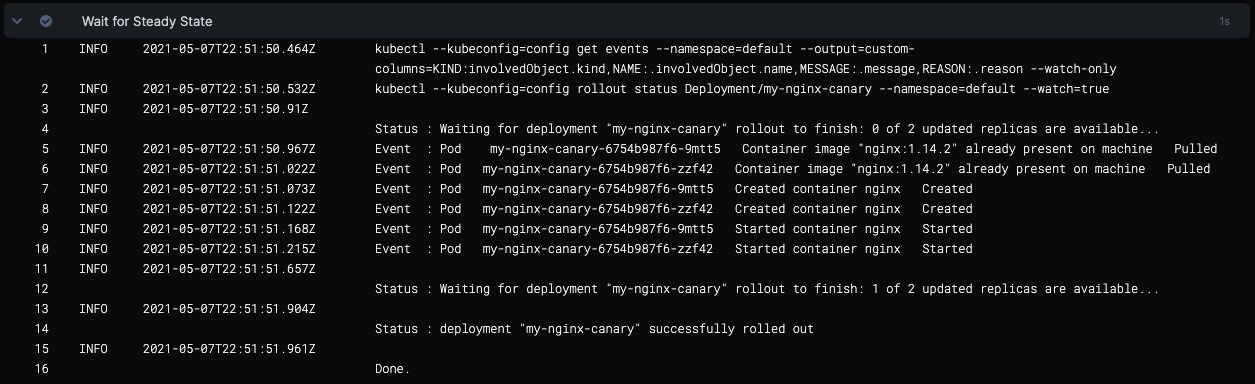 Wait for Steady State 1s
1 INFO 2021-05-07T22:51:50.464Z kubectl --kubeconfig=config get events --namespace=default --output=custom-
columns=KIND:involvedObject.kind,NAME:.involvedObject.name,MESSAGE:.message,REASON:.reason --watch-only
2 INFO 2021-05-07T22:51:50.532Z kubectl --kubeconfig=config rollout status Deployment/my-nginx-canary --namespace=default --watch=true
3 INFO 2021-05-07T22:51:50.91Z
4 Status : Waiting for deployment "my-nginx-canary" rollout to finish: 0 of 2 updated replicas are available...
5 INFO 2021-05-07T22:51:50.967Z Event : Pod my-nginx-canary-6754b987f6-9mtt5 Container image "nginx:1.14.2" already present on machine Pulled
6 INFO 2021-05-07T22:51:51.022Z Event : Pod my-nginx-canary-6754b987f6-zzf42 Container image "nginx:1.14.2" already present on machine Pulled
7 INFO 2021-05-07T22:51:51.073Z Event : Pod my-nginx-canary-6754b987f6-9mtt5 Created container nginx Created
8 INFO 2021-05-07T22:51:51.122Z Event : Pod my-nginx-canary-6754b987f6-zzf42 Created container nginx Created
9 INFO 2021-05-07T22:51:51.168Z Event : Pod my-nginx-canary-6754b987f6-9mtt5 Started container nginx Started
10 INFO 2021-05-07T22:51:51.215Z Event : Pod my-nginx-canary-6754b987f6-zzf42 Started container nginx Started
11 INFO 2021-05-07T22:51:51.657Z
12 Status : Waiting for deployment "my-nginx-canary" rollout to finish: 1 of 2 updated replicas are available...
13 INFO 2021-05-07T22:51:51.904Z
14 Status : deployment "my-nginx-canary" successfully rolled out
15 INFO 2021-05-07T22:51:51.961Z
16 Done.